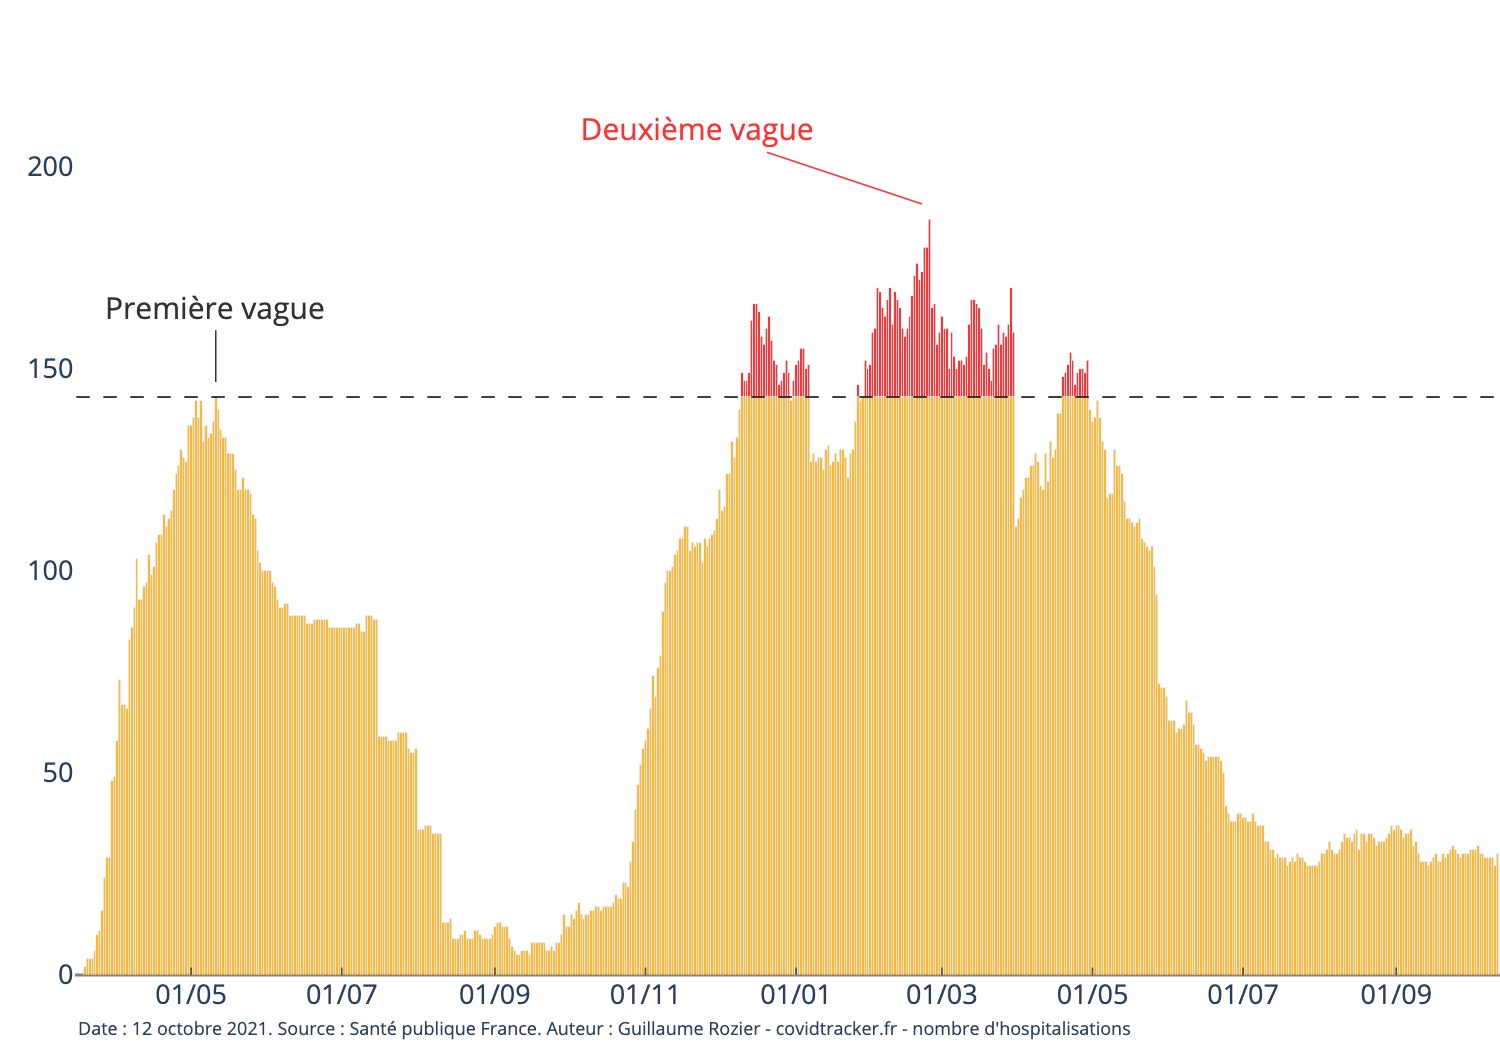 Deuxième vague
200
Première vague
150
100
50
0
01/05 01/07 01/09 01/11 01/01 01/03 01/05 01/07 01/09
Date : 12 octobre 2021. Source : Santé publique France. Auteur : Guillaume Rozier - covidtracker.fr - nombre d'hospitalisations